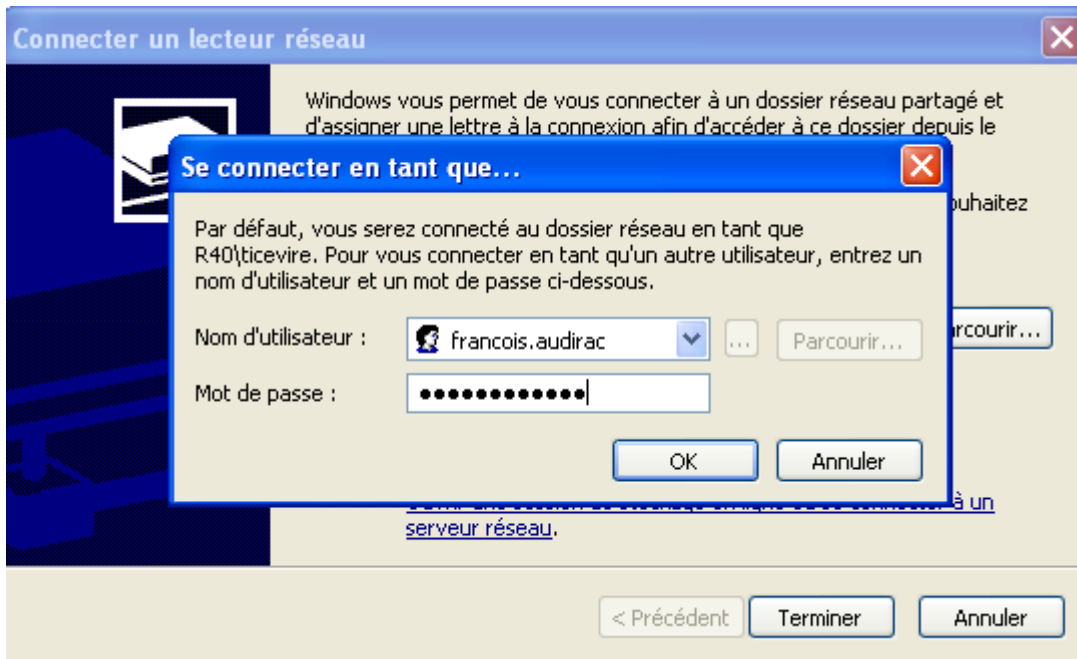 Connecter un lecteur réseau
Windows vous permet de vous connecter à un dossier réseau partagé et
d'assigner une lettre à la connexion afin d'accéder à ce dossier depuis le
Se connecter en tant que...
Par défaut, vous serez connecté au dossier réseau en tant que
R40\ticevire. Pour vous connecter en tant qu'un autre utilisateur, entrez un
nom d'utilisateur et un mot de passe ci-dessous.
Nom d'utilisateur :
francois.audirac
...
Parcourir...
Mot de passe :
●●●●●●●●●●●●
OK
Annuler
à un
serveur réseau.
< Précédent
Terminer
Annuler